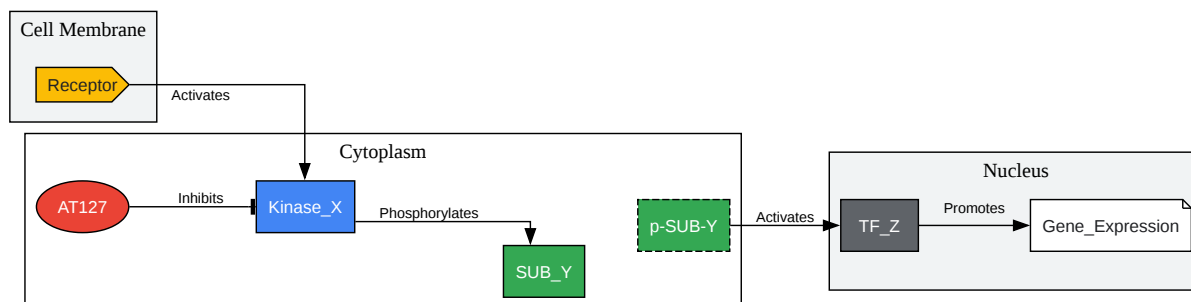 Cell Membrane
Receptor
Activates
Cytoplasm
AT127
Inhibits
Kinase_X
Phosphorylates
SUB_Y
p-SUB-Y
Activates
Nucleus
TF_Z
Promotes
Gene_Expression